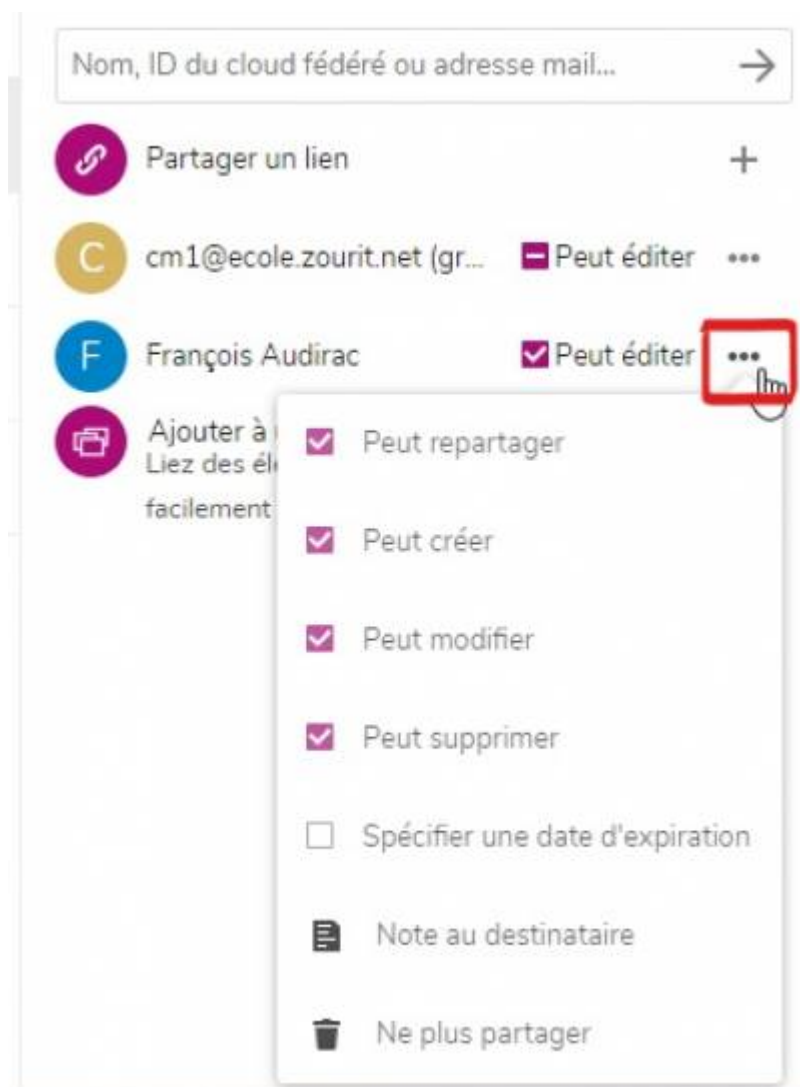 Nom, ID du cloud fédéré ou adresse mail...
Partager un lien
C cm1@ecole.zourit.net (gr... Peut éditer
F François Audirac Peut éditer
Ajouter à
Liez des
facilement
Peut repartager
Peut créer
Peut modifier
Peut supprimer
Spécifier une date d'expiration
Note au destinataire
Ne plus partager